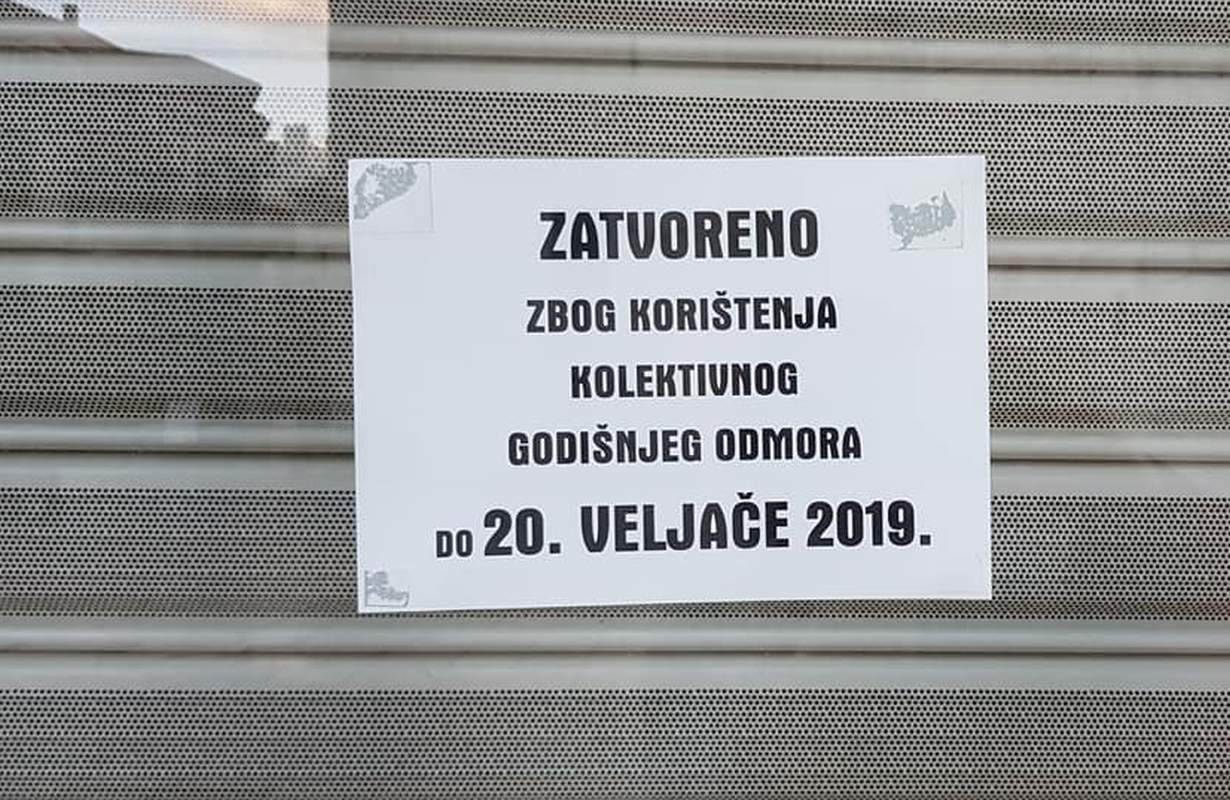 ZATVORENO
ZBOG KORIŠTENJA
KOLEKTIVNOG
GODIŠNJEG ODMORA
DO 20. VELJAČE 2019.